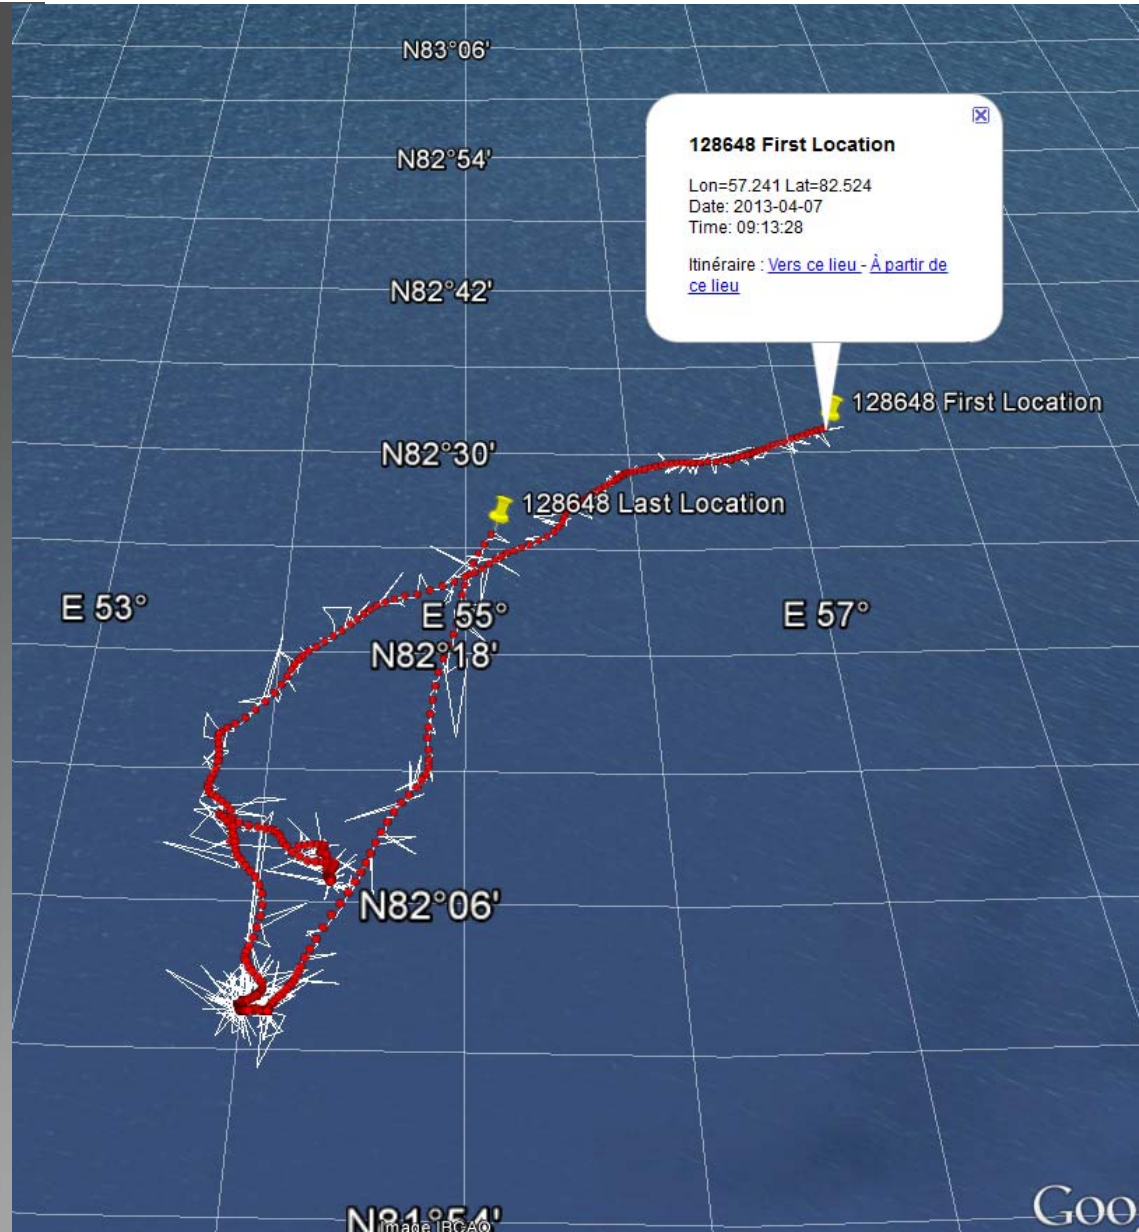 N83°06'
N82°54'
128648 First Location
Lon=57.241 Lat=82.524
Date: 2013-04-07
Time: 09:13:28
Itinéraire : Vers ce lieu - À partir de
ce lieu
N82°42'
128648 First Location
N82°30'
128648 Last Location
E 53°
E 55°
E 57°
N82°18'
N82°06'
N81°54'
Image IBCAO
Goo